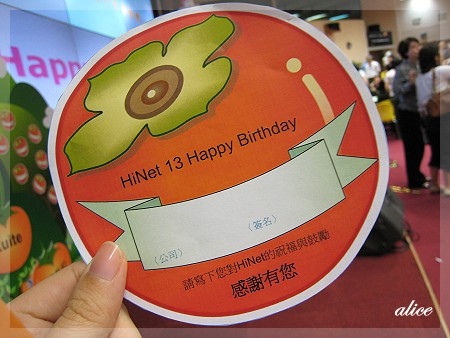 Happ
HiNet 13 Happy Birthday
(公司)
(簽名)
請寫下您對HiNet的祝福與鼓勵
感謝有您
uite
alice